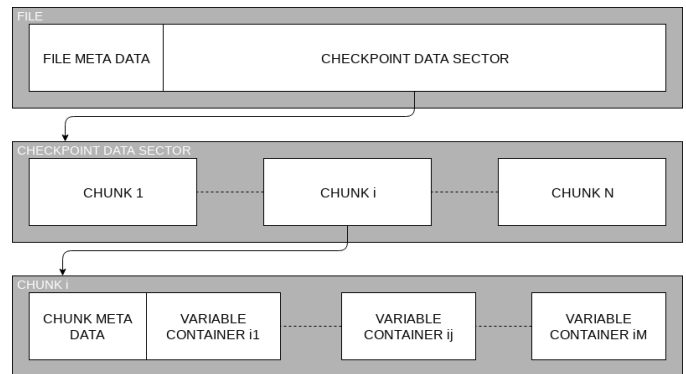 FILE
FILE META DATA
CHECKPOINT DATA SECTOR
CHECKPOINT DATA SECTOR
CHUNK 1
CHUNK i
CHUNK N
CHUNK i
CHUNK META
DATA
VARIABLE
CONTAINER i1
VARIABLE
CONTAINER ij
VARIABLE
CONTAINER iM